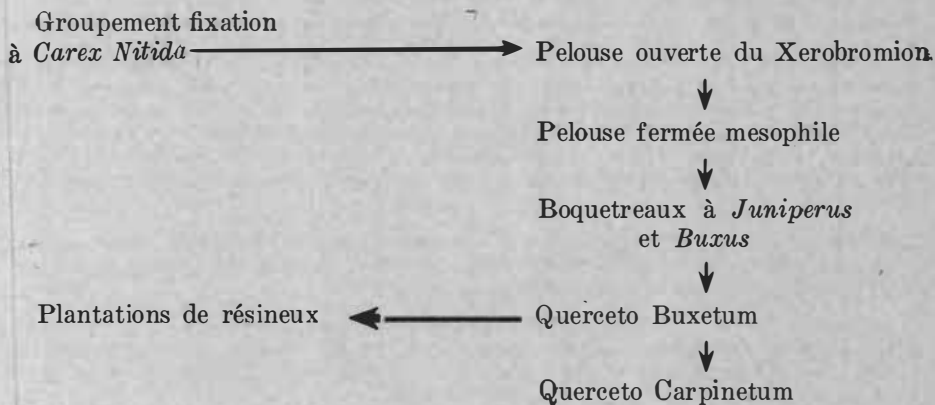 Groupement fixation
à Carex Nitida
Pelouse ouverte du Xerobromion
Pelouse fermée mesophile
Boquetreaux à Juniperus
et Buxus
Plantations de résineux
Querceto Buxetum
Querceto Carpinetum